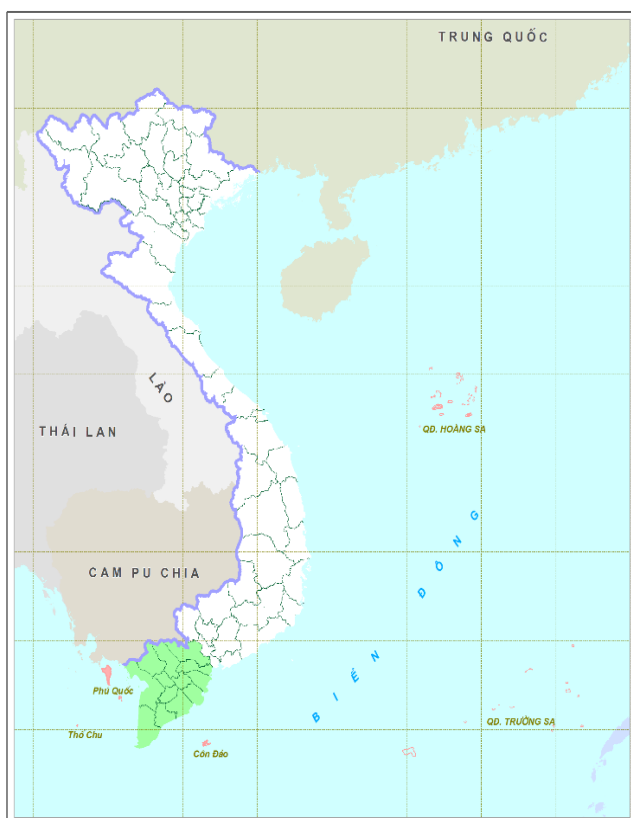 TRUNG QUỐC
LÀO
THÁI LAN
QĐ. HOÀNG SA
CAM PU CHIA
BIỂN ĐÔNG
Phú Quốc
QĐ. TRƯỜNG SA
Thổ Chu
Côn Đảo